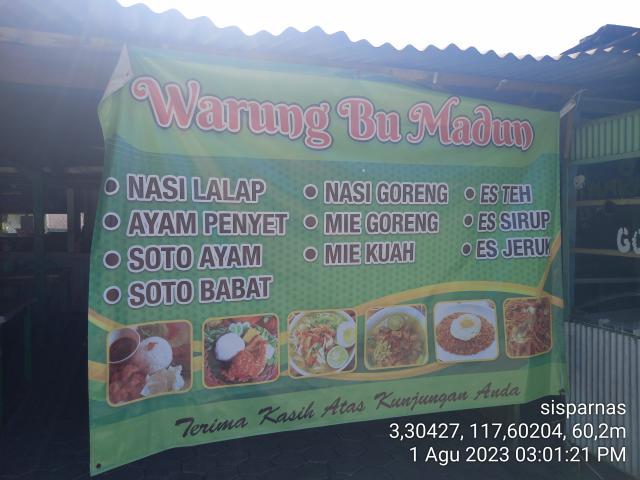 Warung Bu Madun
NASI LALAP
AYAM PENYET
SOTO AYAM
SOTO BABAT
NASI GORENG
MIE GORENG
MIE KUAH
ES TEH
ES SIRUP
ES JERUK
Terima Kasih Atas Kunjungan Anda
sisparnas
3,30427, 117,60204, 60,2m
1 Agu 2023 03:01:21 PM